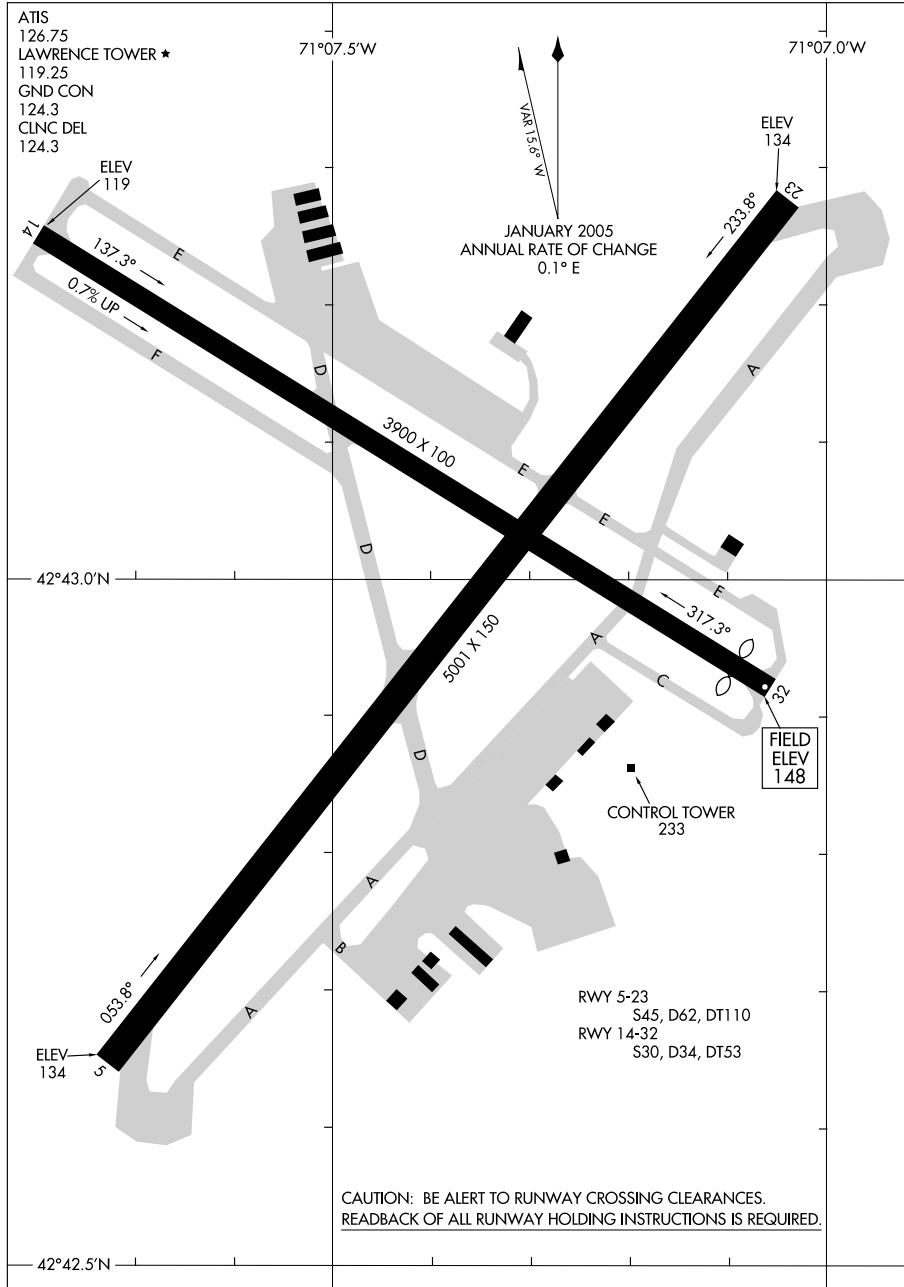 ATIS
126.75
LAWRENCE TOWER ★
119.25
GND CON
124.3
CLNC DEL
124.3
71°07.5'W
71°07.0'W
VAR 15.6° W
JANUARY 2005
ANNUAL RATE OF CHANGE
0.1° E
ELEV
134
23
233.8°
ELEV
119
14
137.3°
0.7% UP
E
F
D
A
3900 X 100
E
E
D
42°43.0'N
E
317.3°
5001 X 150
A
C
32
D
FIELD
ELEV
148
CONTROL TOWER
233
A
B
053.8°
A
ELEV
134
5
RWY 5-23
S45, D62, DT110
RWY 14-32
S30, D34, DT53
CAUTION: BE ALERT TO RUNWAY CROSSING CLEARANCES.
READBACK OF ALL RUNWAY HOLDING INSTRUCTIONS IS REQUIRED.
42°42.5'N